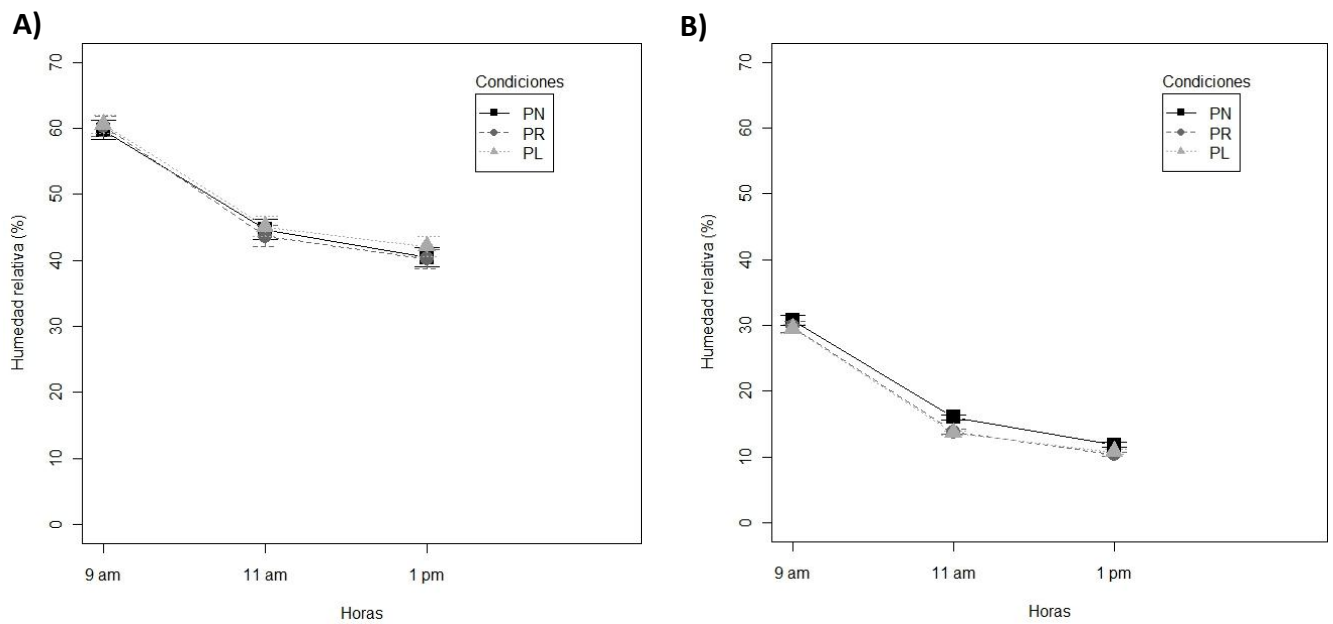 A)
Humedad relativa (%)
70
60
50
40
30
20
10
0
Condiciones
PN
PR
PL
9 am
11 am
1 pm
Horas
B)
Humedad relativa (%)
70
60
50
40
30
20
10
0
Condiciones
PN
PR
PL
9 am
11 am
1 pm
Horas